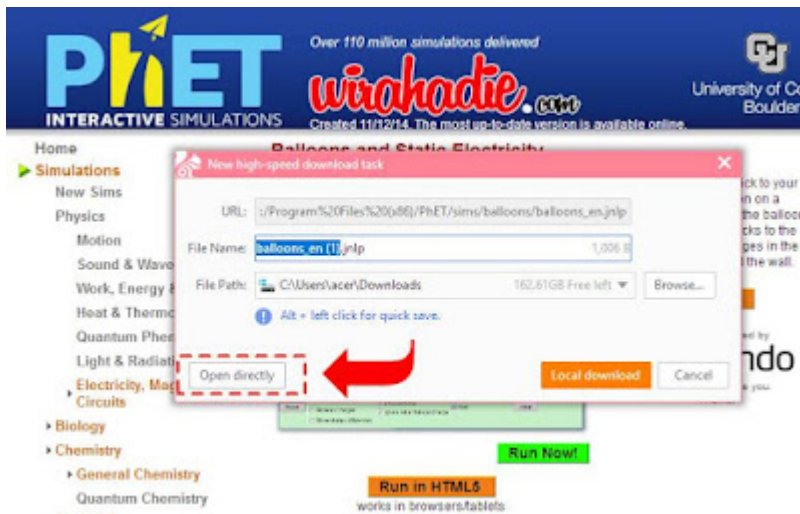 PhET
INTERACTIVE SIMULATIONS
Over 110 million simulations delivered
wirahadie.com
Created 11/12/14. The most up-to-date version is available online.
University of Co
Boulder
Home
Simulations
New Sims
Physics
Motion
Sound & Wave
Work, Energy &
Heat & Thermo
Quantum Phen
Light & Radiati
Electricity, Mag
Circuits
Biology
Chemistry
General Chemistry
Quantum Chemistry
Balloons and Static Electricity
New high-speed download task
URL: :/Program%20Files%20(x86)/PhET/sims/balloons/balloons_en.jnlp
File Name: balloons_en (1).jnlp 1,006 B
File Path: C:\Users\acer\Downloads 162.61GB Free left Browse...
Alt + left click for quick save.
Open directly Local download Cancel
ick to your
n on a
he balloo
cks to the
ges in the
the wall.
ed by
ndo
you.
Run Now!
Run in HTML5
works in browsers/tablets